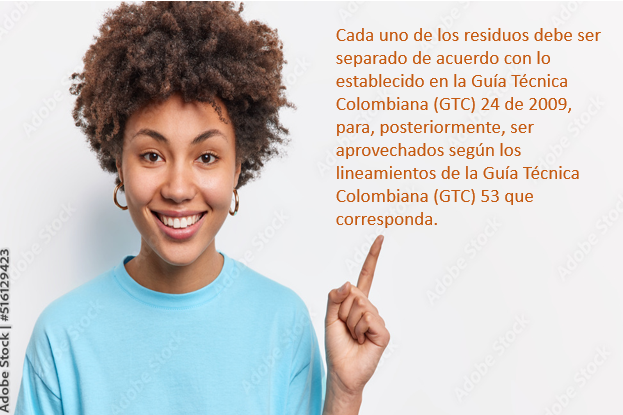 Cada uno de los residuos debe ser
separado de acuerdo con lo
establecido en la Guía Técnica
Colombiana (GTC) 24 de 2009,
para, posteriormente, ser
aprovechados según los
lineamientos de la Guía Técnica
Colombiana (GTC) 53 que
corresponda.
Adobe Stock | #516129423